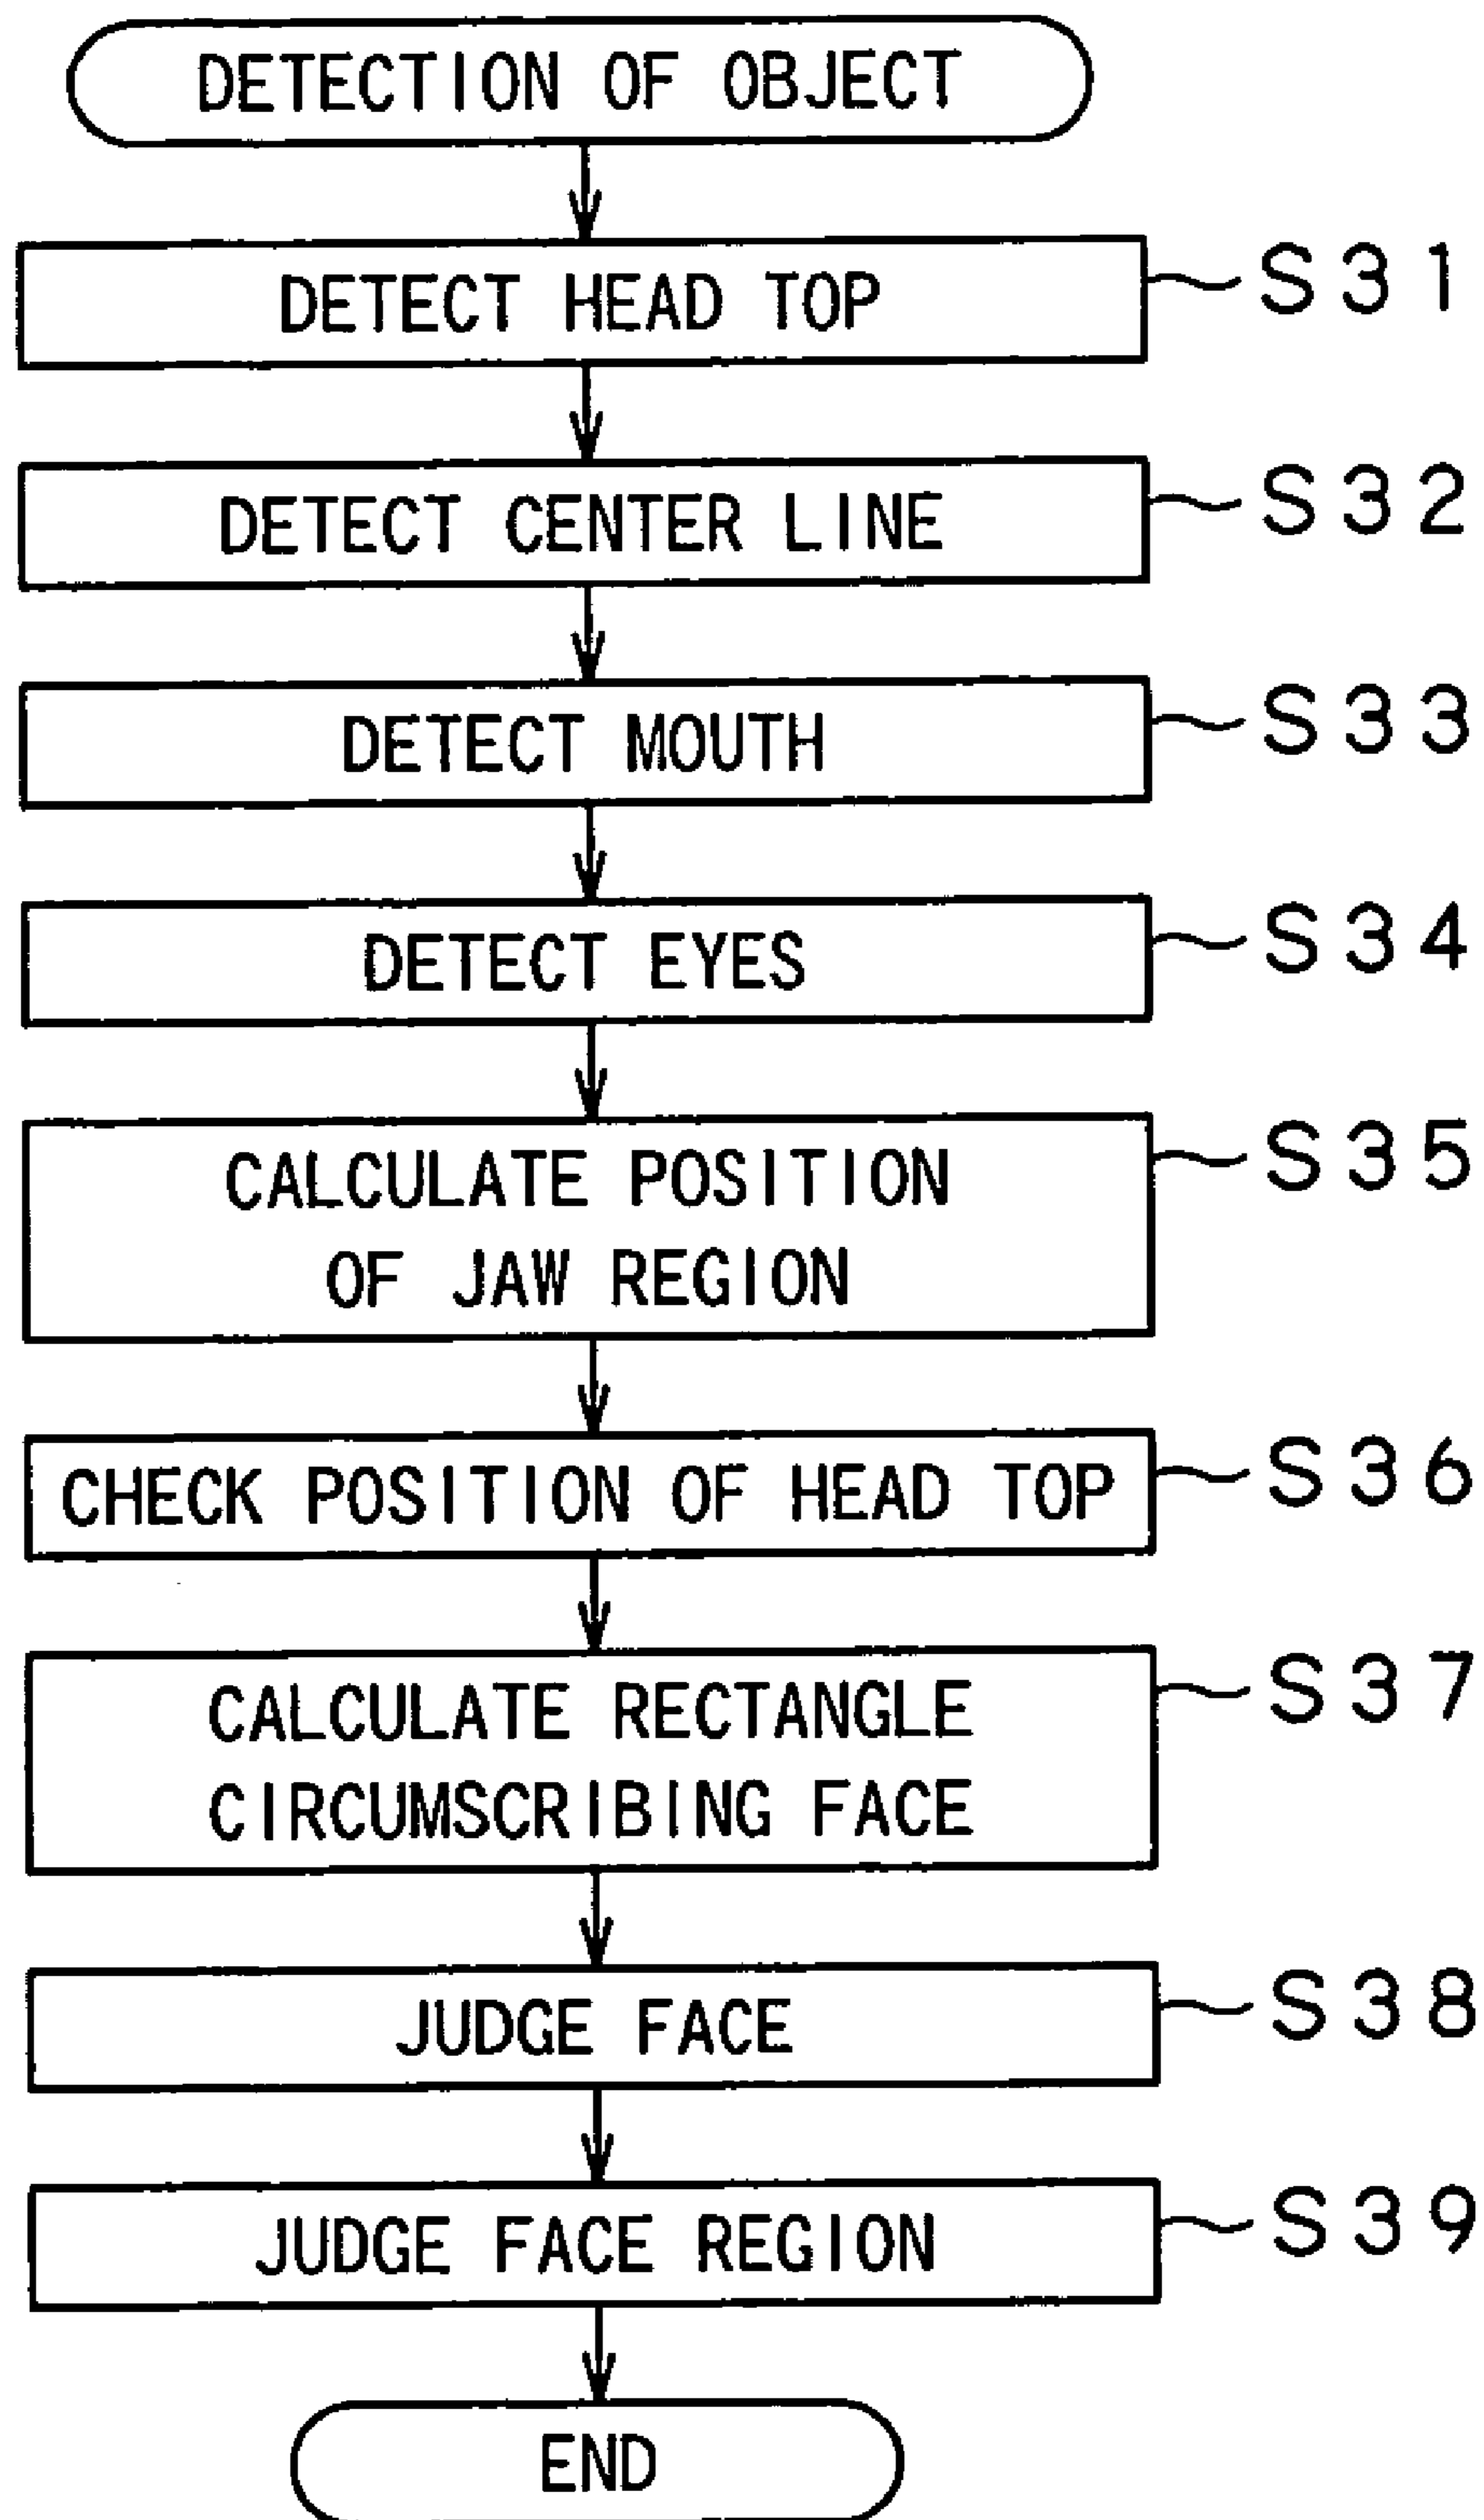 DETECTION OF OBJECT
DETECT HEAD TOP S31
DETECT CENTER LINE S32
DETECT MOUTH S33
DETECT EYES S34
CALCULATE POSITION S35
OF JAW REGION
CHECK POSITION OF HEAD TOP S36
CALCULATE RECTANGLE S37
CIRCUMSCRIBING FACE
JUDGE FACE S38
JUDGE FACE REGION S39
END